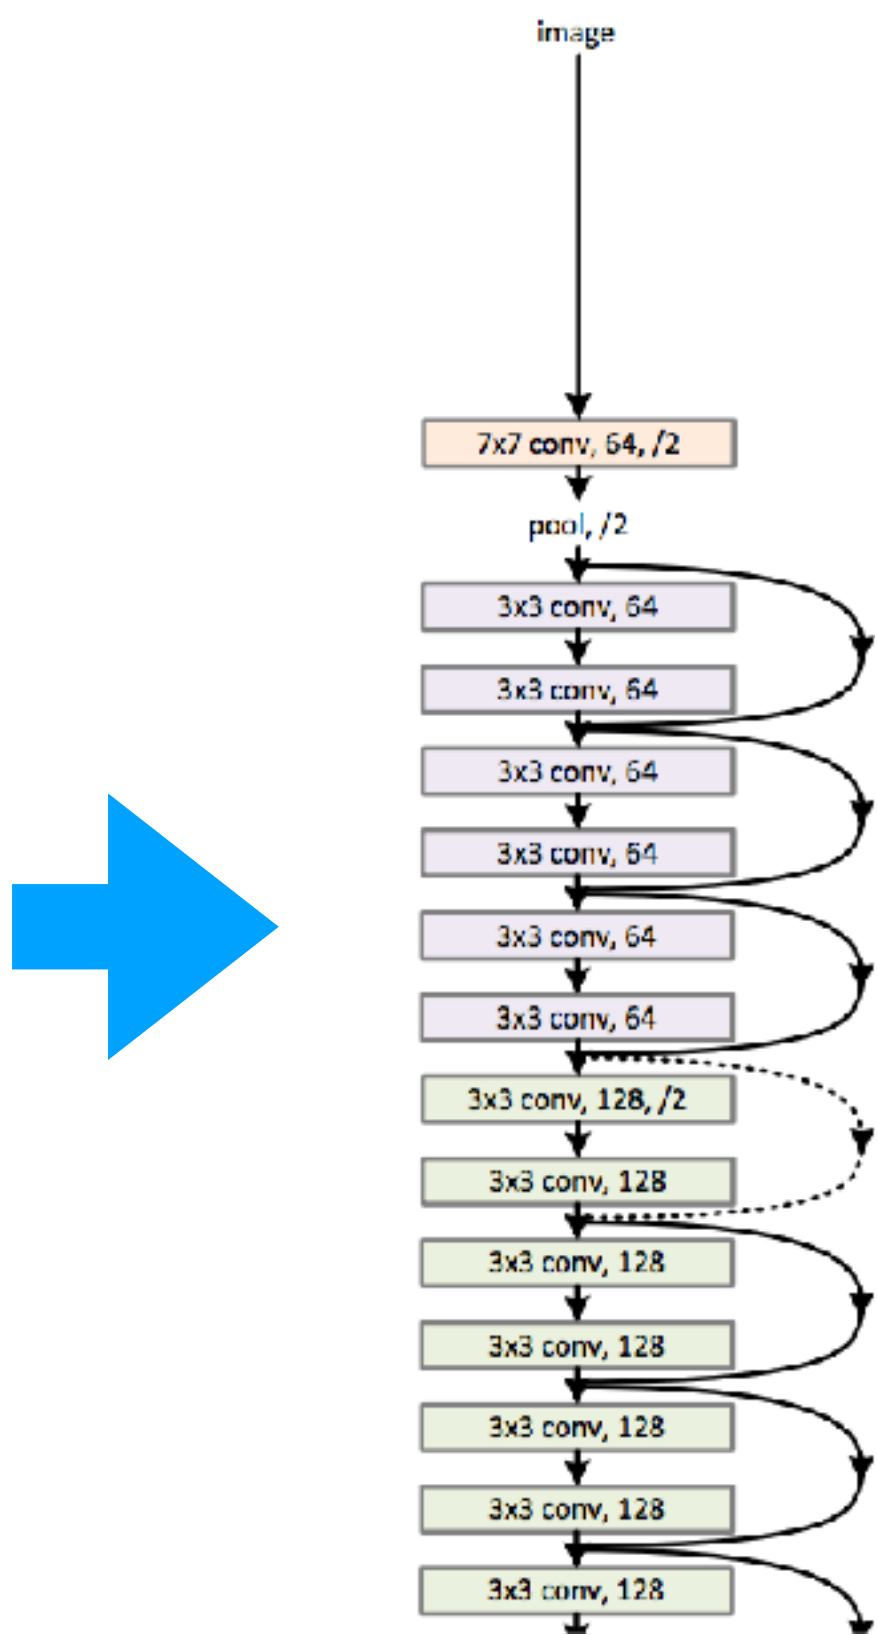 image
7x7 conv, 64, /2
pool, /2
3x3 conv, 64
3x3 conv, 64
3x3 conv, 64
3x3 conv, 64
3x3 conv, 64
3x3 conv, 64
3x3 conv, 128, /2
3x3 conv, 128
3x3 conv, 128
3x3 conv, 128
3x3 conv, 128
3x3 conv, 128
3x3 conv, 128